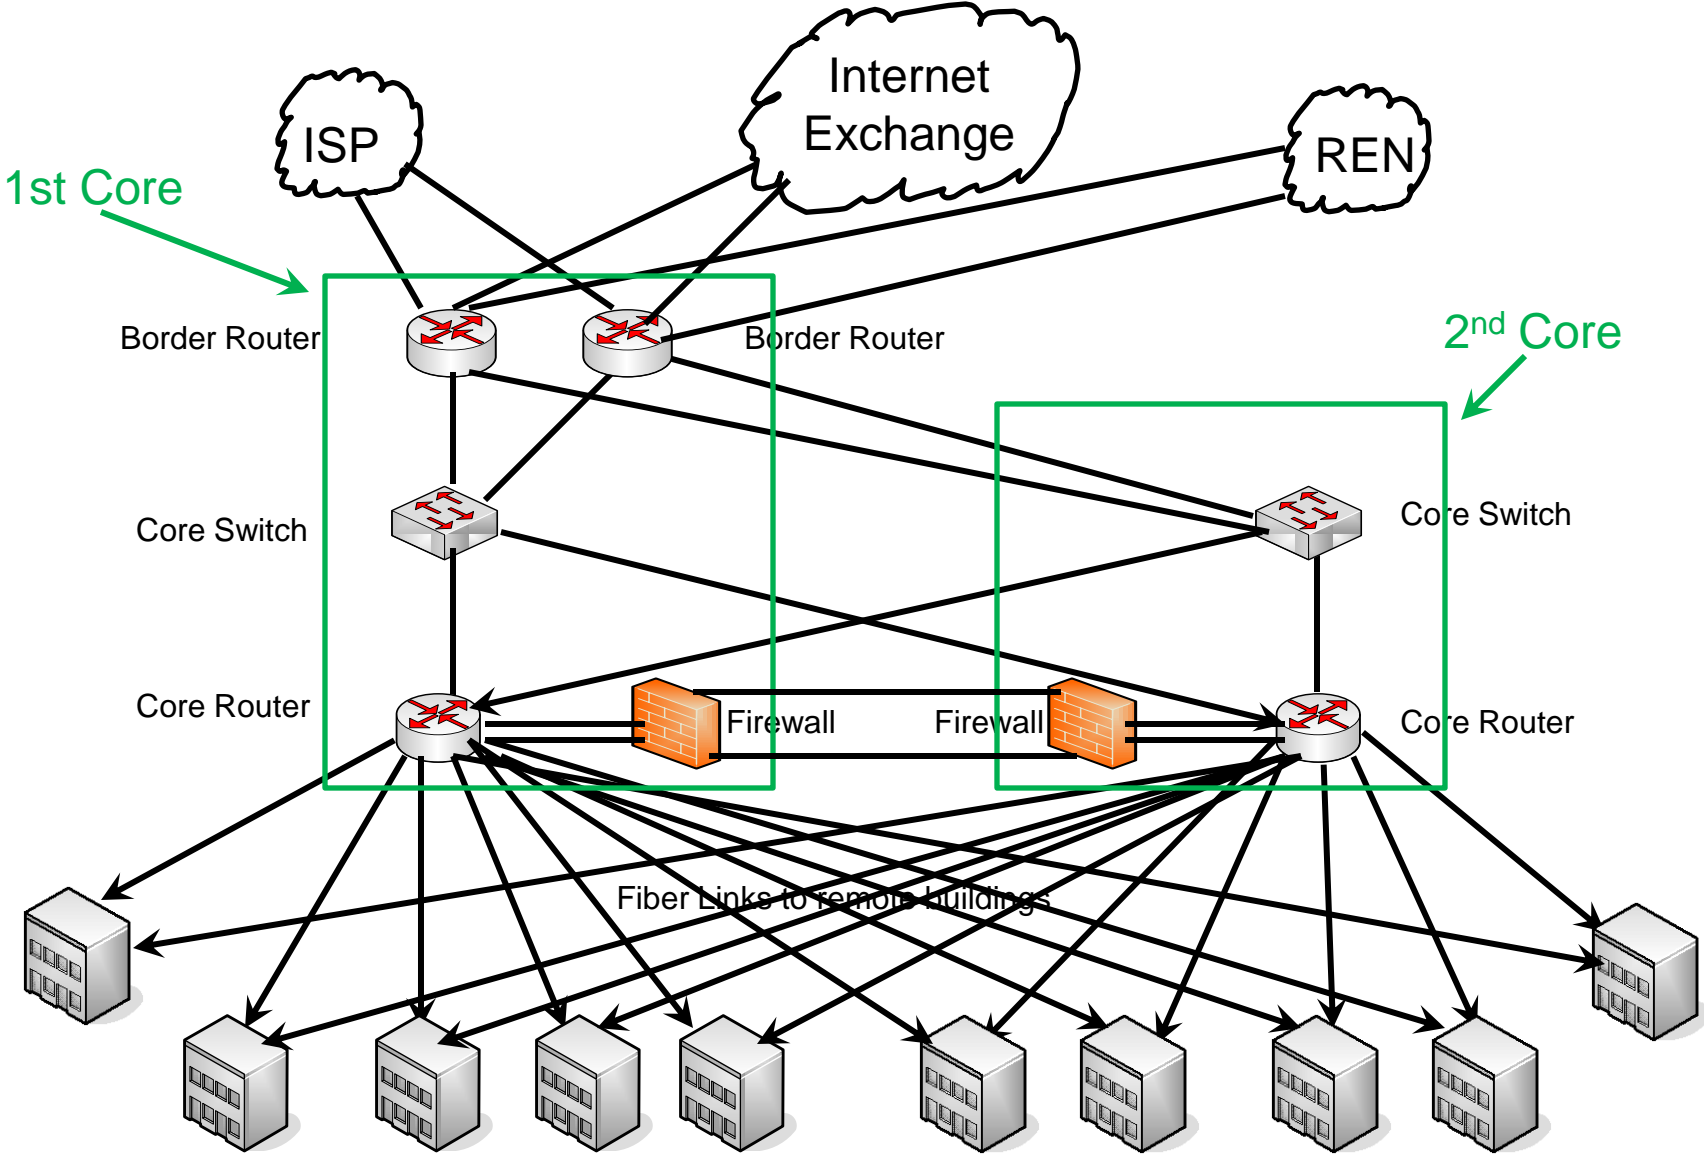 Internet
Exchange
ISP
REN
1st Core
Border Router
Border Router
2nd Core
Core Switch
Core Switch
Core Router
Firewall
Firewall
Core Router
Fiber Links to remote buildings